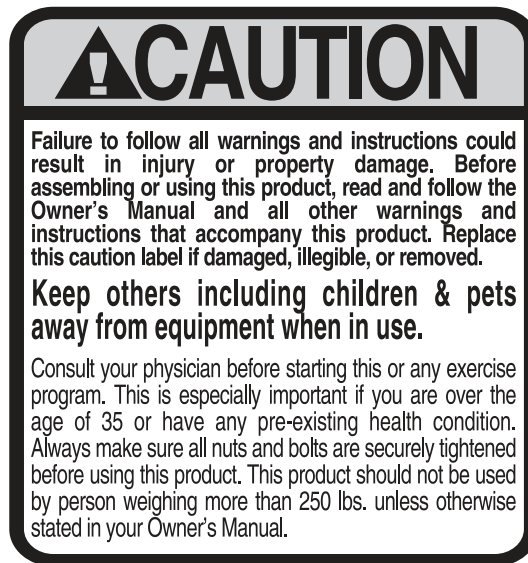 CAUTION
Failure to follow all warnings and instructions could
result in injury or property damage. Before
assembling or using this product, read and follow the
Owner's Manual and all other warnings and
instructions that accompany this product. Replace
this caution label if damaged, illegible, or removed.
Keep others including children & pets
away from equipment when in use.
Consult your physician before starting this or any exercise
program. This is especially important if you are over the
age of 35 or have any pre-existing health condition.
Always make sure all nuts and bolts are securely tightened
before using this product. This product should not be used
by person weighing more than 250 lbs. unless otherwise
stated in your Owner's Manual.